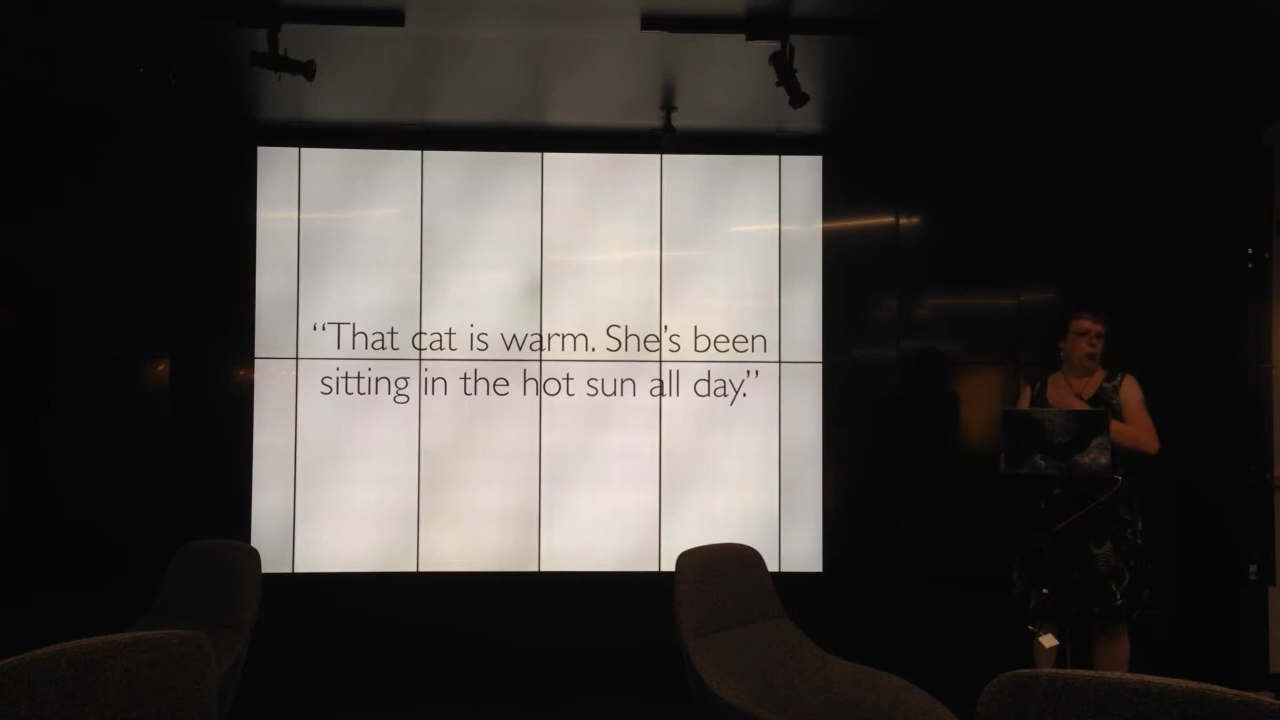 “That cat is warm. She’s been
sitting in the hot sun all day.”